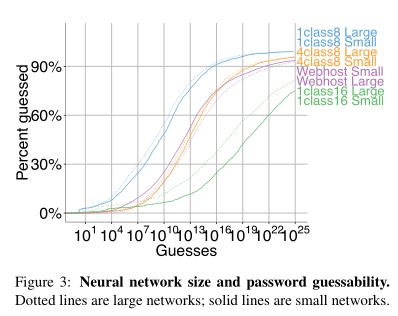 1class8 Large
1class8 Small
4class8 Large
4class8 Small
Webhost Small
Webhost Large
1class16 Large
1class16 Small
Percent guessed
90%
60%
30%
0%
10^1 10^4 10^7 10^10 10^13 10^16 10^19 10^22 10^25
Guesses
Figure 3: Neural network size and password guessability.
Dotted lines are large networks; solid lines are small networks.